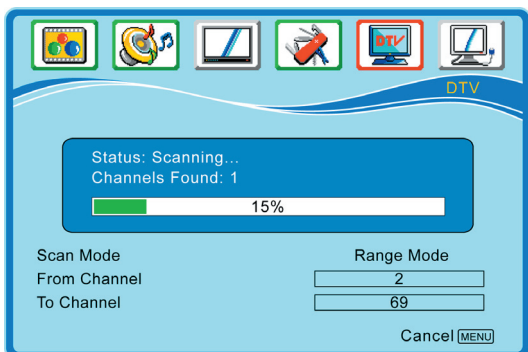 DTV
DTV
Status: Scanning...
Channels Found: 1
15%
Scan Mode Range Mode
From Channel 2
To Channel 69
Cancel MENU